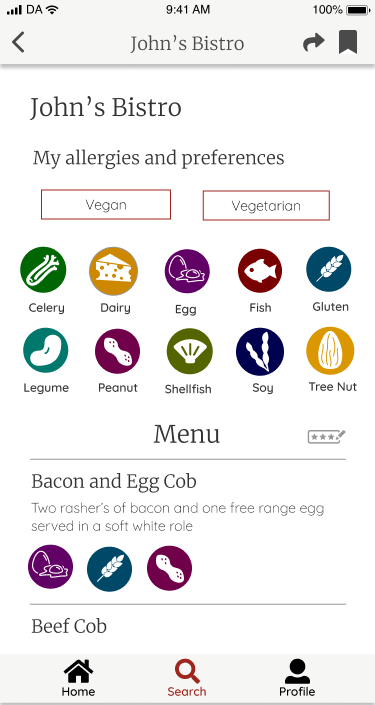 DA 9:41 AM 100%
John’s Bistro
John’s Bistro
My allergies and preferences
Vegan Vegetarian
Celery Dairy Egg Fish Gluten
Legume Peanut Shellfish Soy Tree Nut
Menu
Bacon and Egg Cob
Two rasher’s of bacon and one free range egg
served in a soft white role
Beef Cob
Home Search Profile